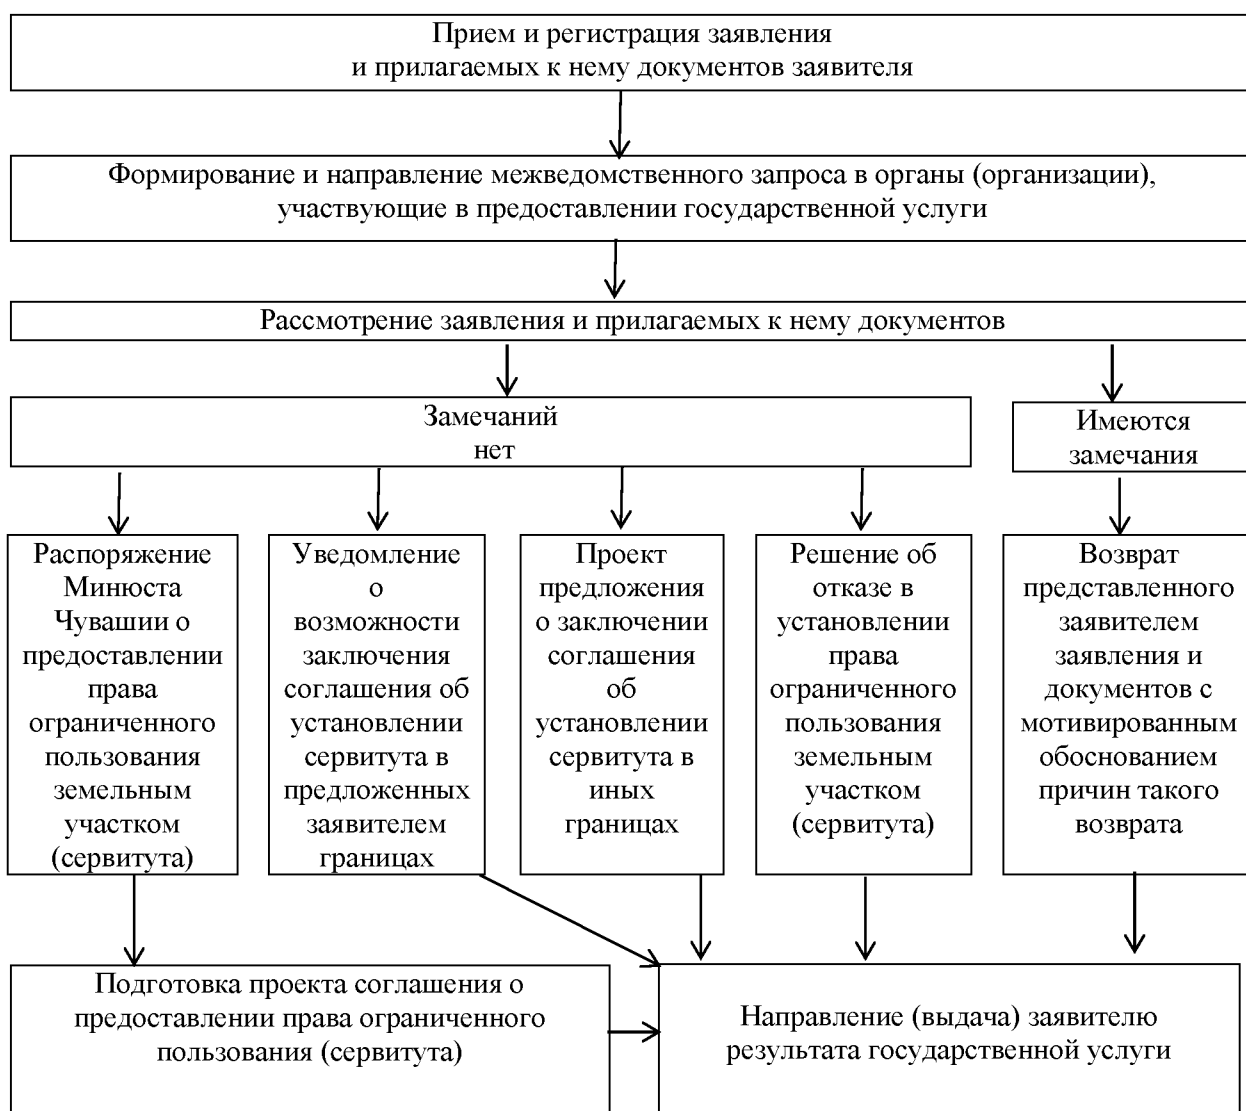 Прием и регистрация заявления
и прилагаемых к нему документов заявителя
Формирование и направление межведомственного запроса в органы (организации),
участвующие в предоставлении государственной услуги
Рассмотрение заявления и прилагаемых к нему документов
Замечаний
нет
Имеются
замечания
Распоряжение
Минюста
Чувашии о
предоставлении
права
ограниченного
пользования
земельным
участком
(сервитута)
Уведомление
о
возможности
заключения
соглашения об
установлении
сервитута в
предложенных
заявителем
границах
Проект
предложения
о заключении
соглашения
об
установлении
сервитута в
иных
границах
Решение об
отказе в
установлении
права
ограниченного
пользования
земельным
участком
(сервитута)
Возврат
представленного
заявителем
заявления и
документов с
мотивированным
обоснованием
причин такого
возврата
Подготовка проекта соглашения о
предоставлении права ограниченного
пользования (сервитута)
Направление (выдача) заявителю
результата государственной услуги